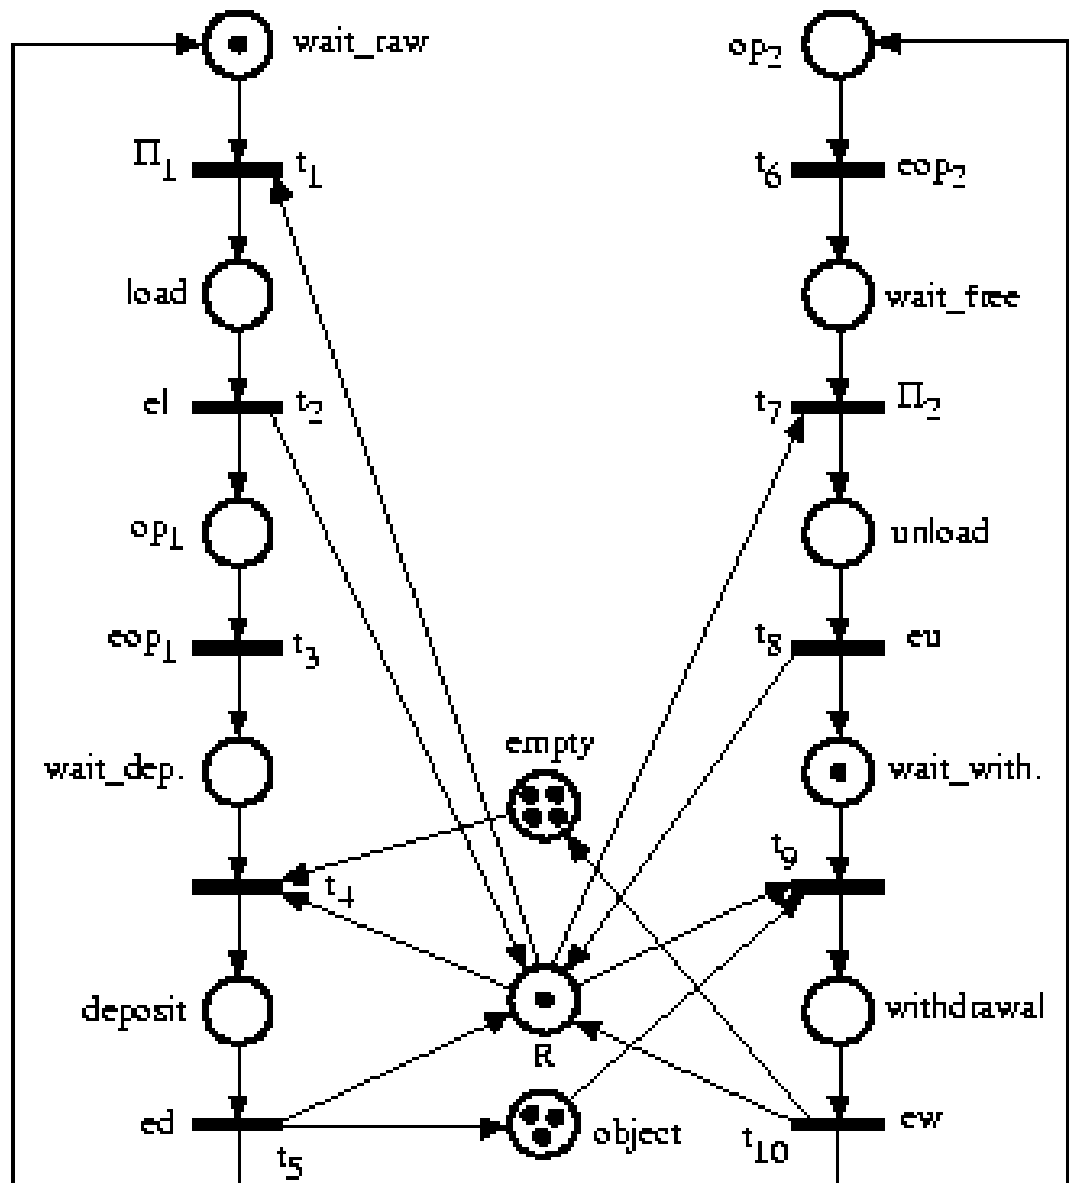 wait_raw
op₂
Π₁
t₁
t₆
eop₂
load
wait_free
el
t₂
t₇
Π₂
op₁
unload
eop₁
t₃
t₈
eu
empty
wait_dep.
wait_with.
t₉
t₄
deposit
withdrawal
R
ed
object
ew
t₅
t₁₀